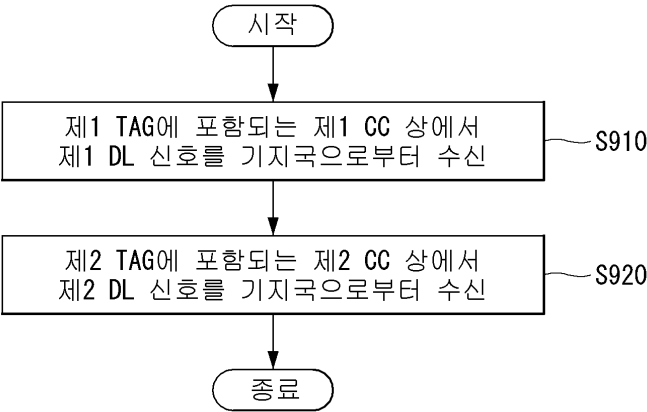 시작
제1 TAG에 포함되는 제1 CC 상에서
제1 DL 신호를 기지국으로부터 수신
S910
제2 TAG에 포함되는 제2 CC 상에서
제2 DL 신호를 기지국으로부터 수신
S920
종료